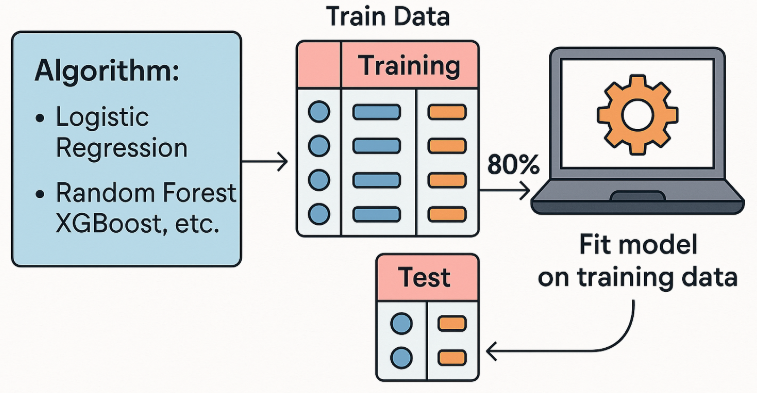 Train Data
Algorithm:
• Logistic
Regression
• Random Forest
XGBoost, etc.
Training
80%
Fit model
on training data
Test